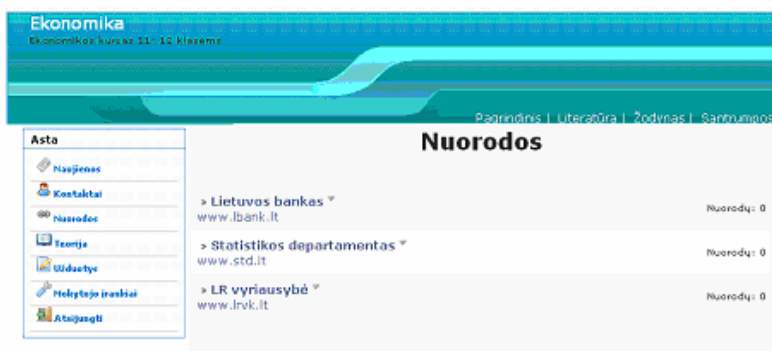 Ekonomika
Ekonomikos kursas 11-12 klasėms
Pagrindinis | Literatūra | Žodynas | Santrumpos
Asta
Naujienos
Kontaktai
Nuorodos
Teorija
Užduotys
Mokytojo įrankiai
Atsijungti
Nuorodos
» Lietuvos bankas
www.lbank.lt
Nuorodų: 0
» Statistikos departamentas
www.std.lt
Nuorodų: 0
» LR vyriausybė
www.lrvk.lt
Nuorodų: 0